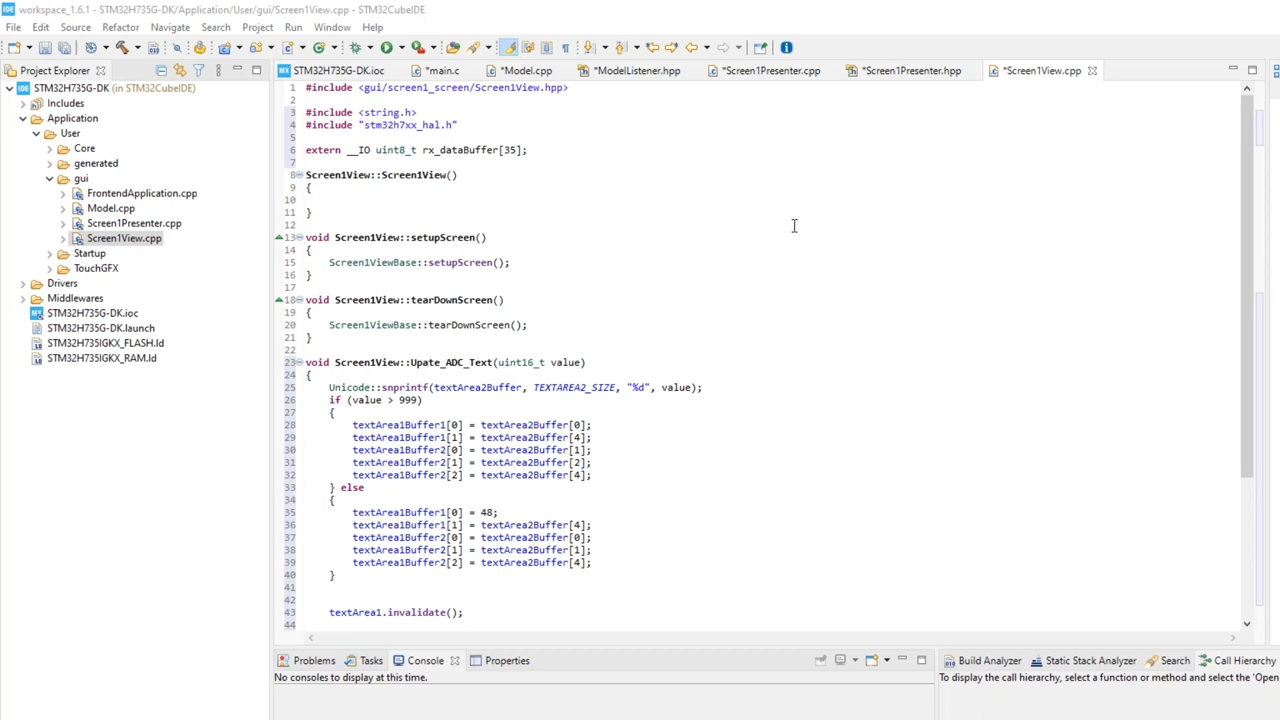 workspace_1.6.1 - STM32H735G-DK/Application/User/gui/Screen1View.cpp - STM32CubeIDE
File Edit Source Refactor Navigate Search Project Run Window Help
Project Explorer
STM32H735G-DK.ioc *main.c *Model.cpp *ModelListener.hpp *Screen1Presenter.cpp *Screen1Presenter.hpp *Screen1View.cpp
STM32H735G-DK (in STM32CubeIDE)
Includes
Application
User
Core
generated
gui
FrontendApplication.cpp
Model.cpp
Screen1Presenter.cpp
Screen1View.cpp
Startup
TouchGFX
Drivers
Middlewares
STM32H735G-DK.ioc
STM32H735G-DK.launch
STM32H735IGKX_FLASH.ld
STM32H735IGKX_RAM.ld
1 #include <gui/screen1_screen/Screen1View.hpp>
2
3 #include <string.h>
4 #include "stm32h7xx_hal.h"
5
6 extern __IO uint8_t rx_dataBuffer[35];
7
8 Screen1View::Screen1View()
9 {
10
11 }
12
13 void Screen1View::setupScreen()
14 {
15 Screen1ViewBase::setupScreen();
16 }
17
18 void Screen1View::tearDownScreen()
19 {
20 Screen1ViewBase::tearDownScreen();
21 }
22
23 void Screen1View::Upate_ADC_Text(uint16_t value)
24 {
25 Unicode::snprintf(textArea2Buffer, TEXTAREA2_SIZE, "%d", value);
26 if (value > 999)
27 {
28 textArea1Buffer1[0] = textArea2Buffer[0];
29 textArea1Buffer1[1] = textArea2Buffer[4];
30 textArea1Buffer2[0] = textArea2Buffer[1];
31 textArea1Buffer2[1] = textArea2Buffer[2];
32 textArea1Buffer2[2] = textArea2Buffer[4];
33 } else
34 {
35 textArea1Buffer1[0] = 48;
36 textArea1Buffer1[1] = textArea2Buffer[4];
37 textArea1Buffer2[0] = textArea2Buffer[0];
38 textArea1Buffer2[1] = textArea2Buffer[1];
39 textArea1Buffer2[2] = textArea2Buffer[4];
40 }
41
42
43 textArea1.invalidate();
44
Problems Tasks Console Properties
No consoles to display at this time.
Build Analyzer Static Stack Analyzer Search Call Hierarchy
To display the call hierarchy, select a function or method and select the 'Open